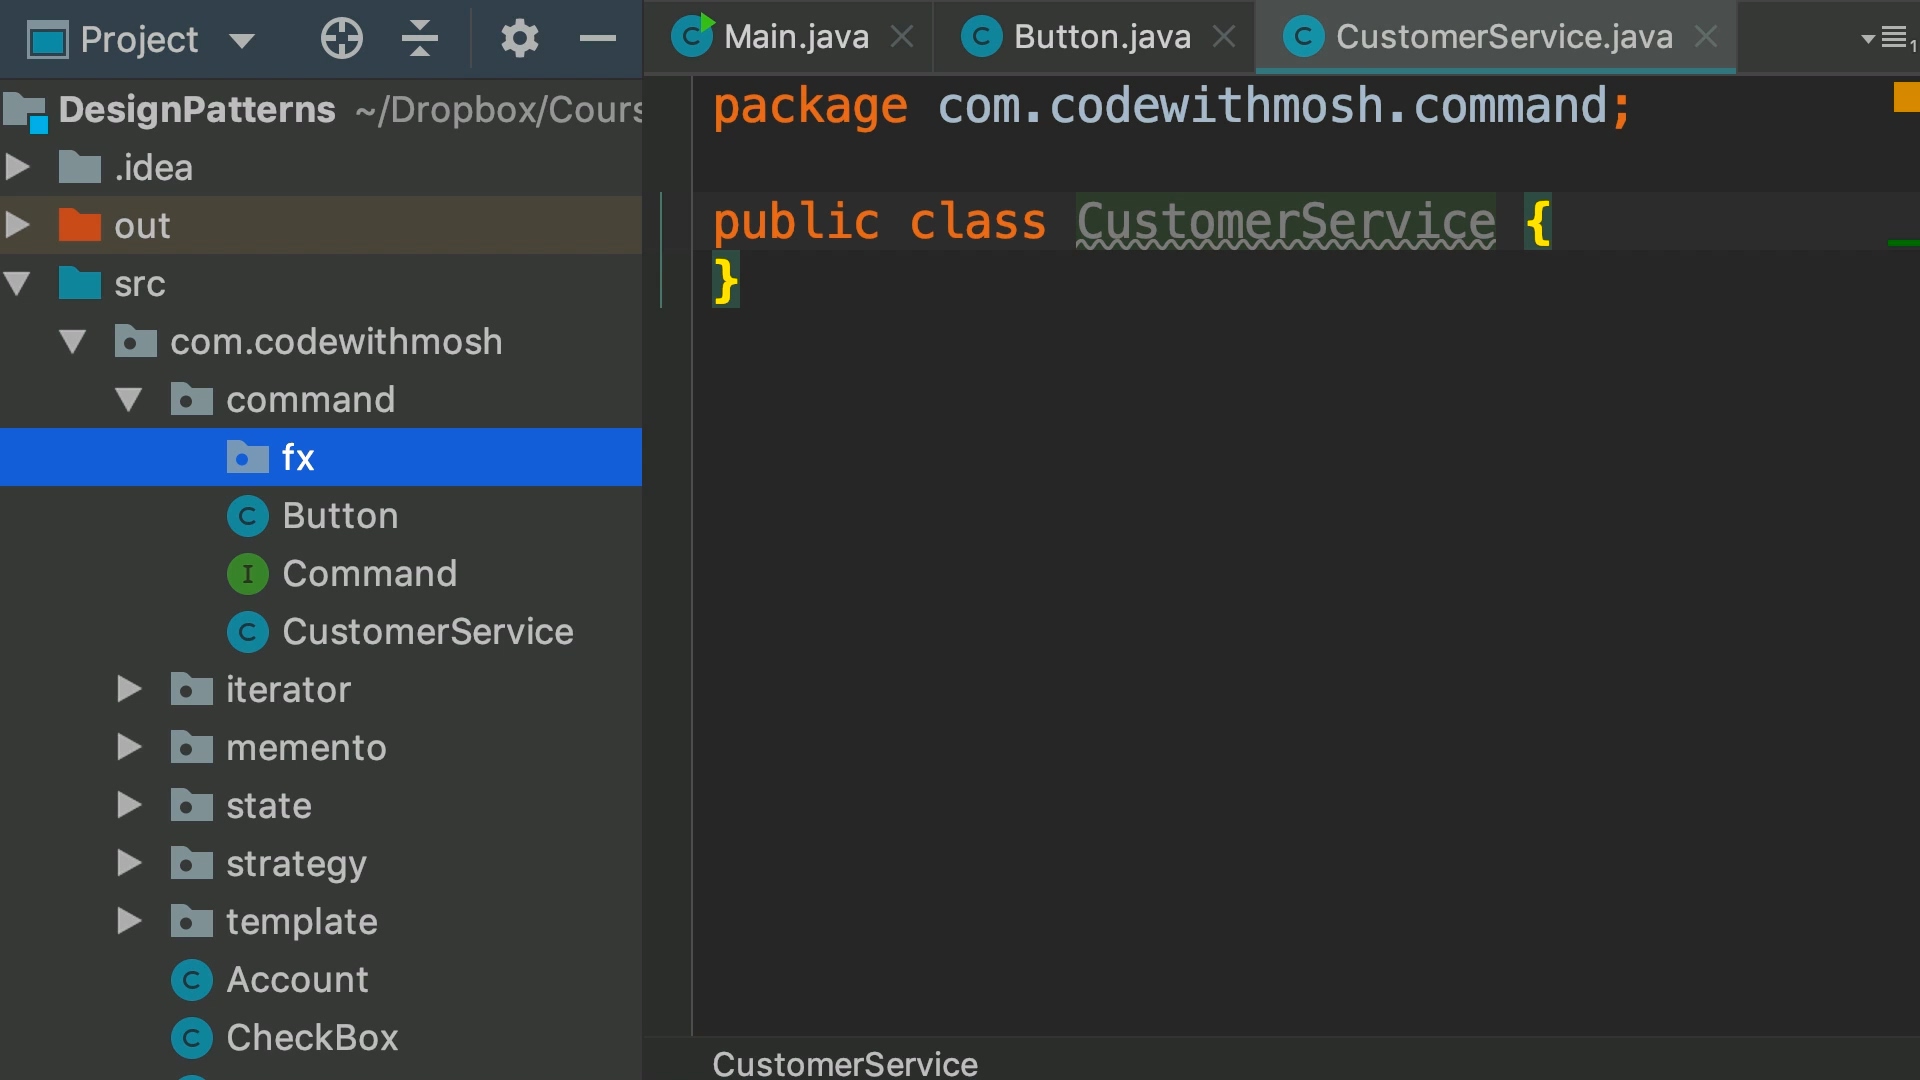 Project
Main.java
Button.java
CustomerService.java
1
DesignPatterns ~/Dropbox/Cours
.idea
out
src
com.codewithmosh
command
fx
Button
Command
CustomerService
iterator
memento
state
strategy
template
Account
CheckBox
package com.codewithmosh.command;
public class CustomerService {
}
CustomerService